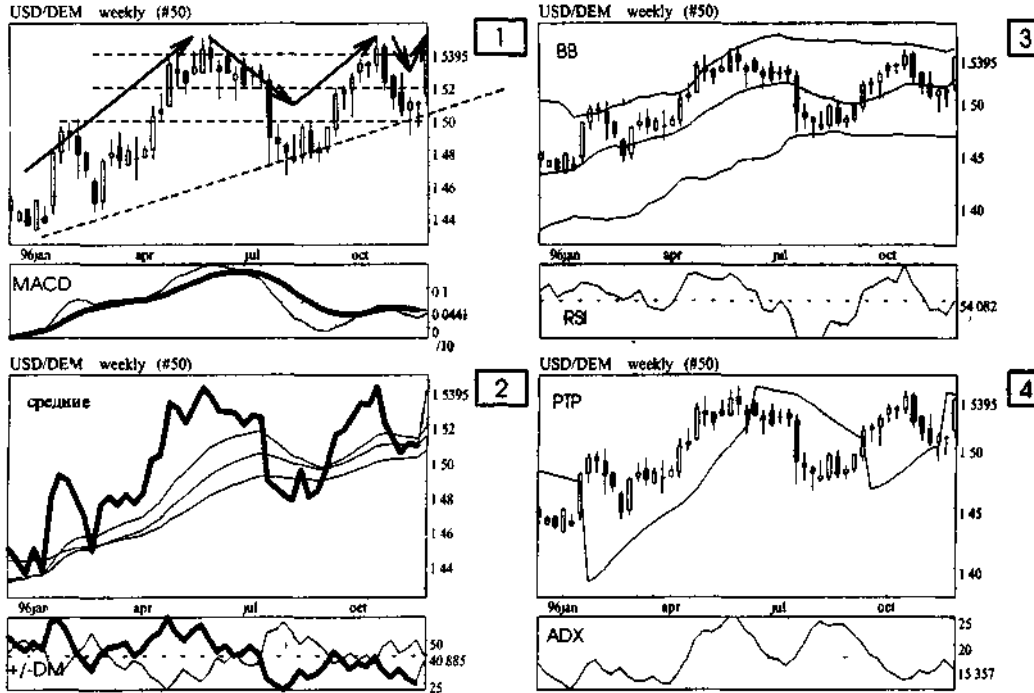 USD/DEM weekly (#50)
1
1 5395
1 52
1 50
1 48
1 46
1 44
96jan apr jul oct
MACD
0 1
0 0441
0
/10
USD/DEM weekly (#50)
3
BB
1 5395
1 50
1 45
1 40
96jan apr jul oct
RSI
54 082
USD/DEM weekly (#50)
2
средние
1 5395
1 52
1 50
1 48
1 46
1 44
96jan apr jul oct
+/-DM
50
40 885
25
USD/DEM weekly (#50)
4
PTP
1 5395
1 50
1 45
1 40
96jan apr jul oct
ADX
25
20
15 357